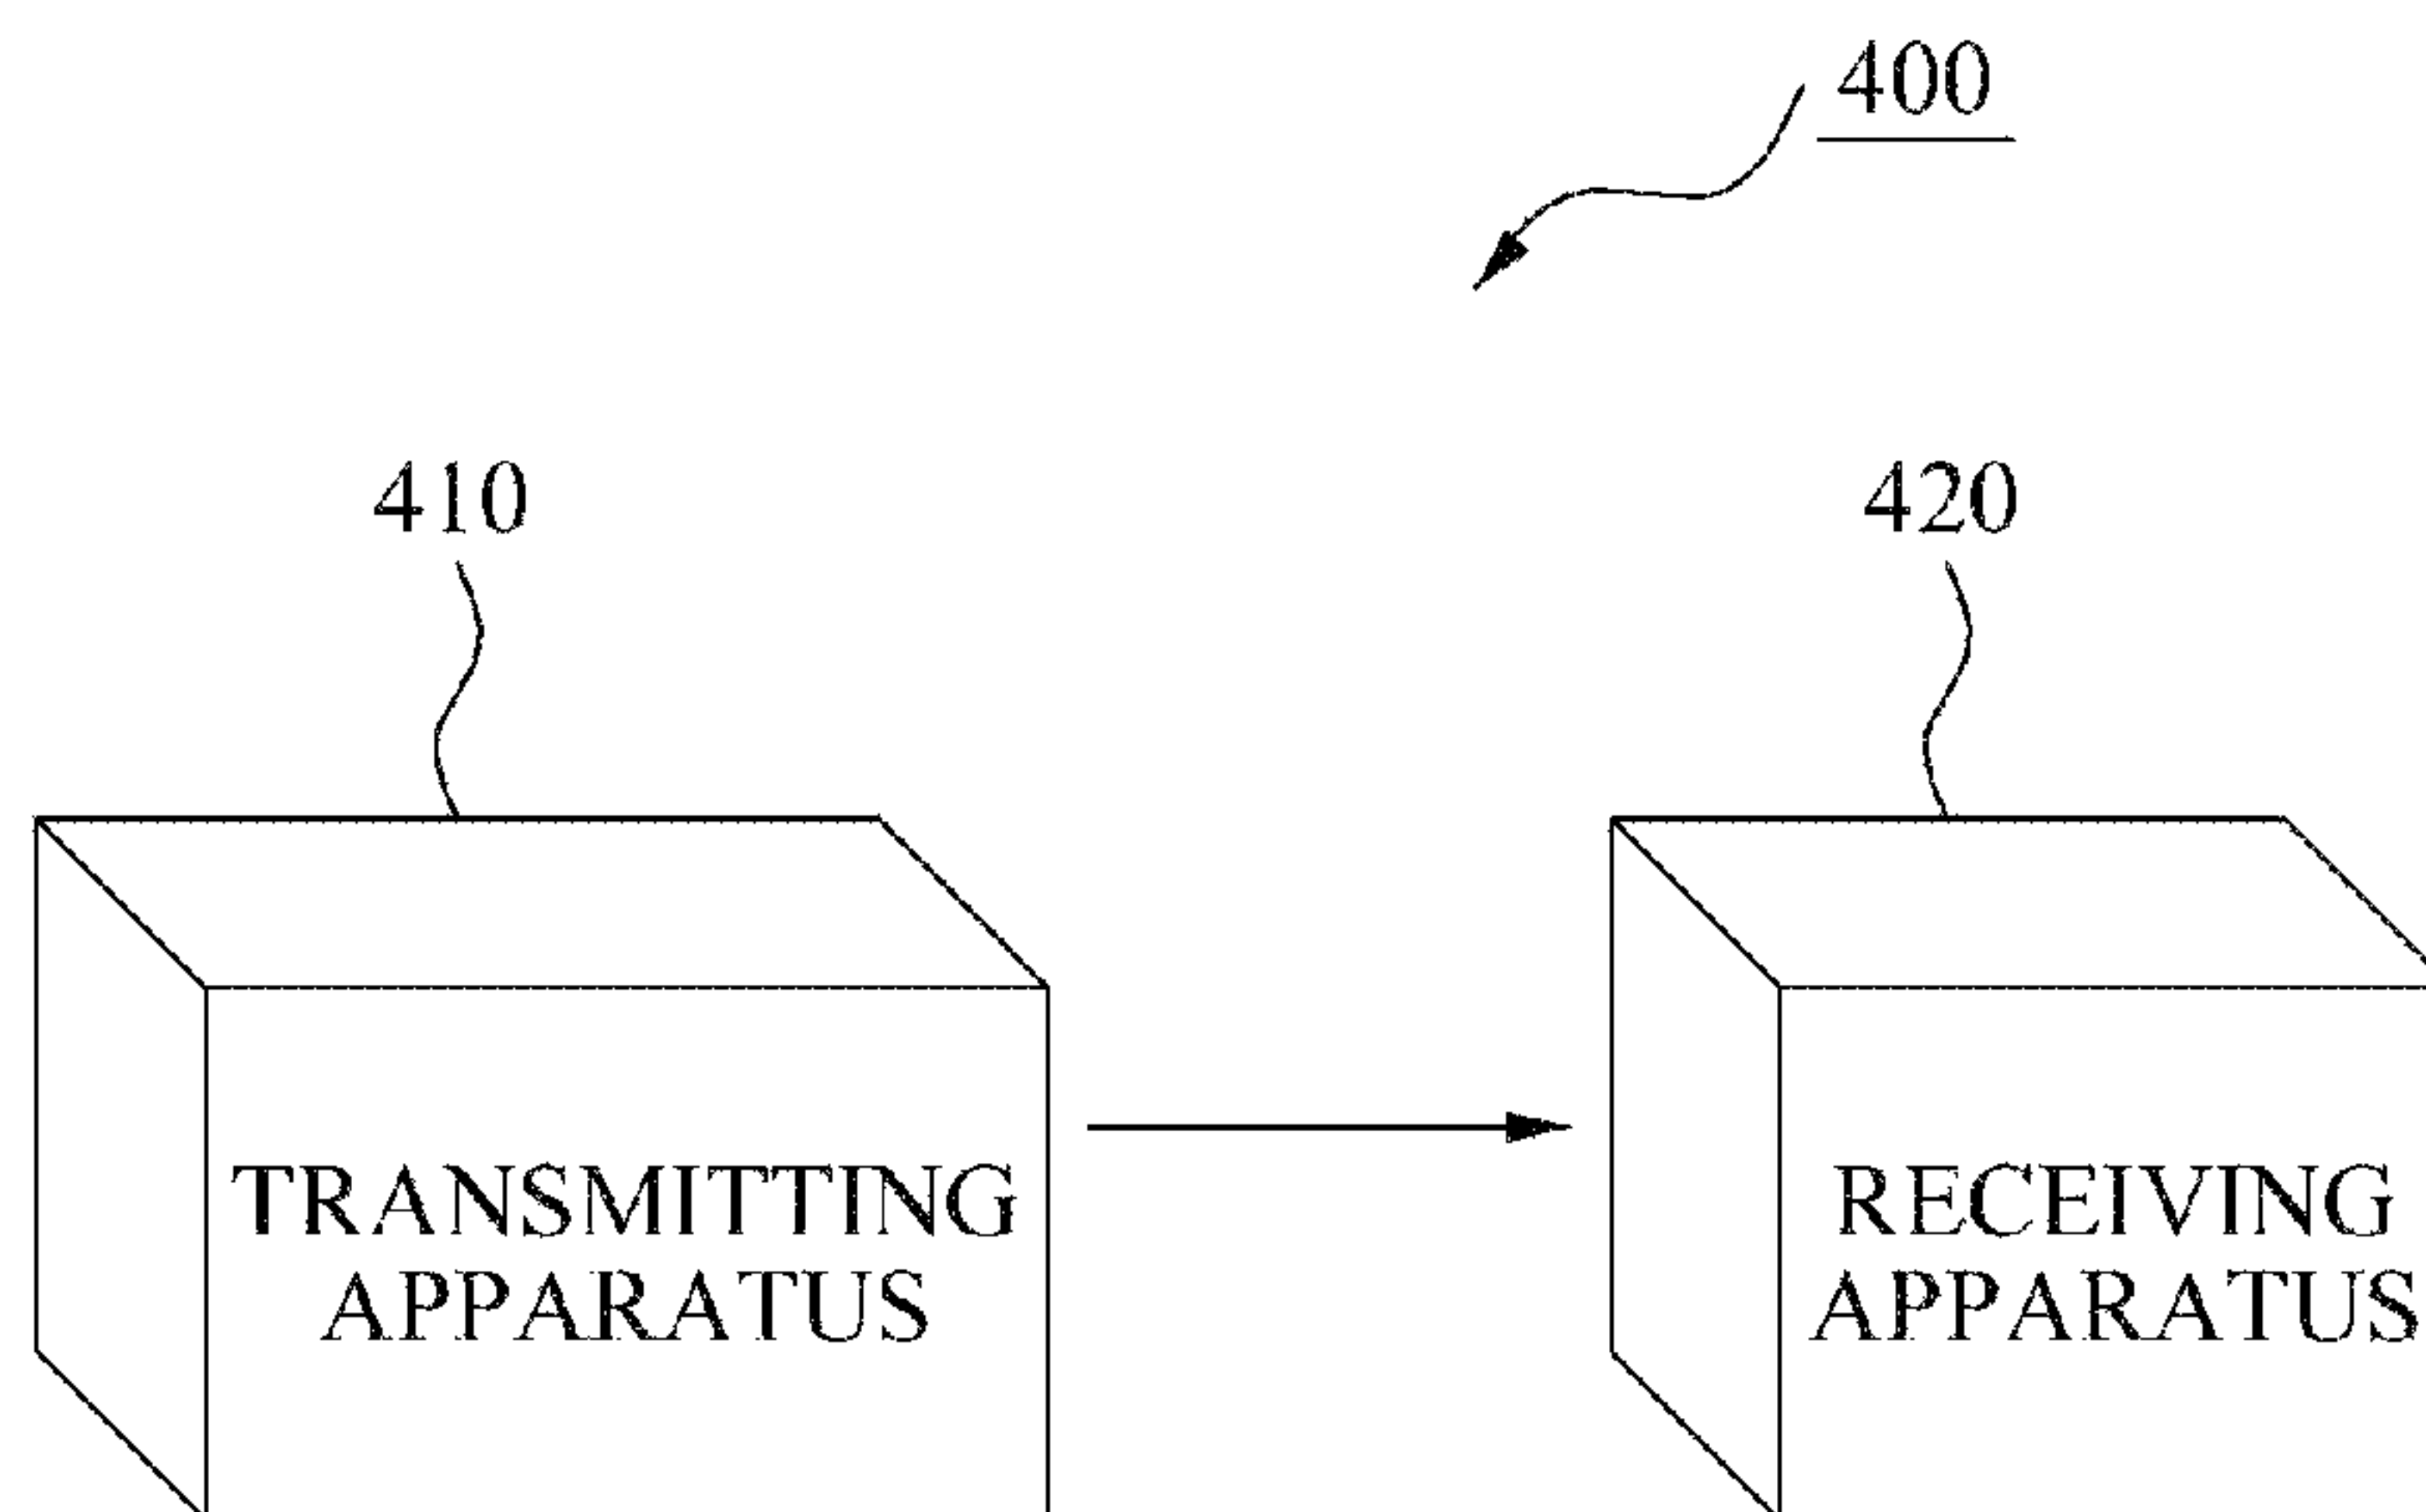 400
410
420
TRANSMITTING
APPARATUS
RECEIVING
APPARATUS